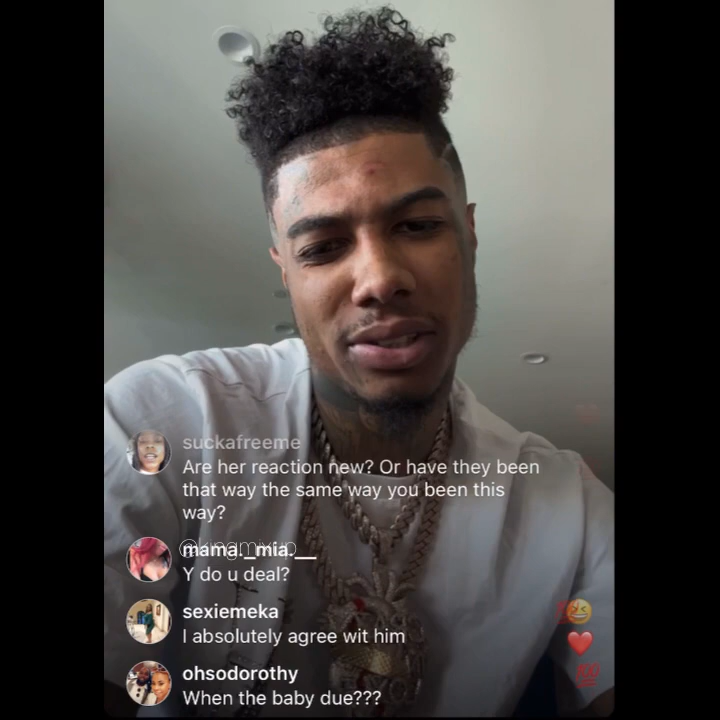 suckafreeme
Are her reaction new? Or have they been
that way the same way you been this
way?
@kingmixup
mama._mia.__
Y do u deal?
sexiemeka
I absolutely agree wit him
ohsodorothy
When the baby due???
💯